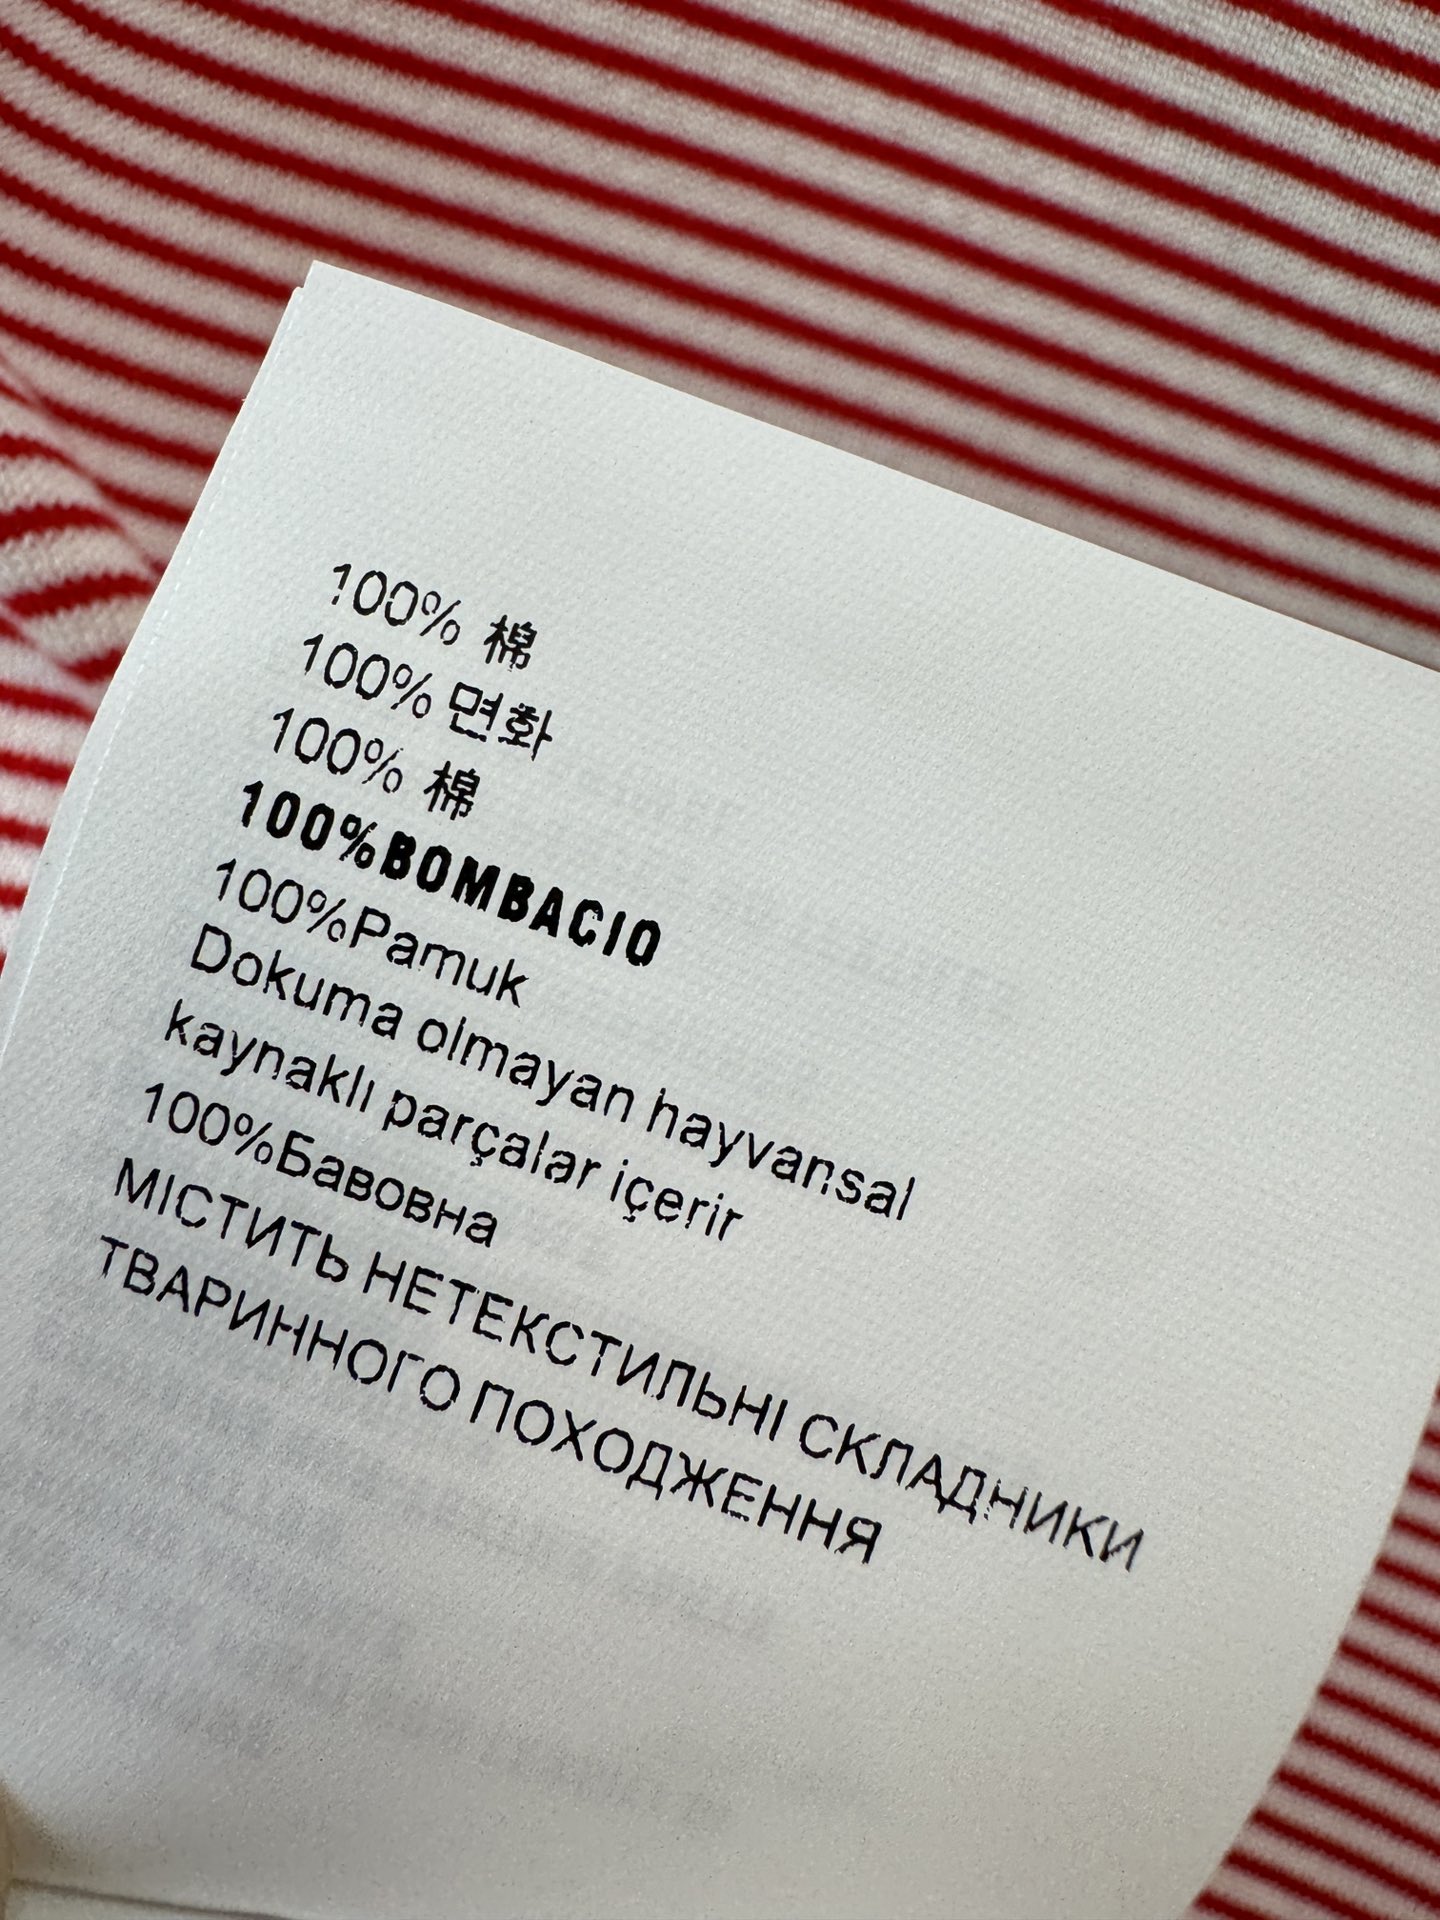 100% 棉
100% 면화
100% 棉
100%BOMBACIO
100%Pamuk
Dokuma olmayan hayvansal
kaynaklı parçalar içerir
100%Бавовна
МІСТИТЬ НЕТЕКСТИЛЬНІ СКЛАДНИКИ
ТВАРИННОГО ПОХОДЖЕННЯ